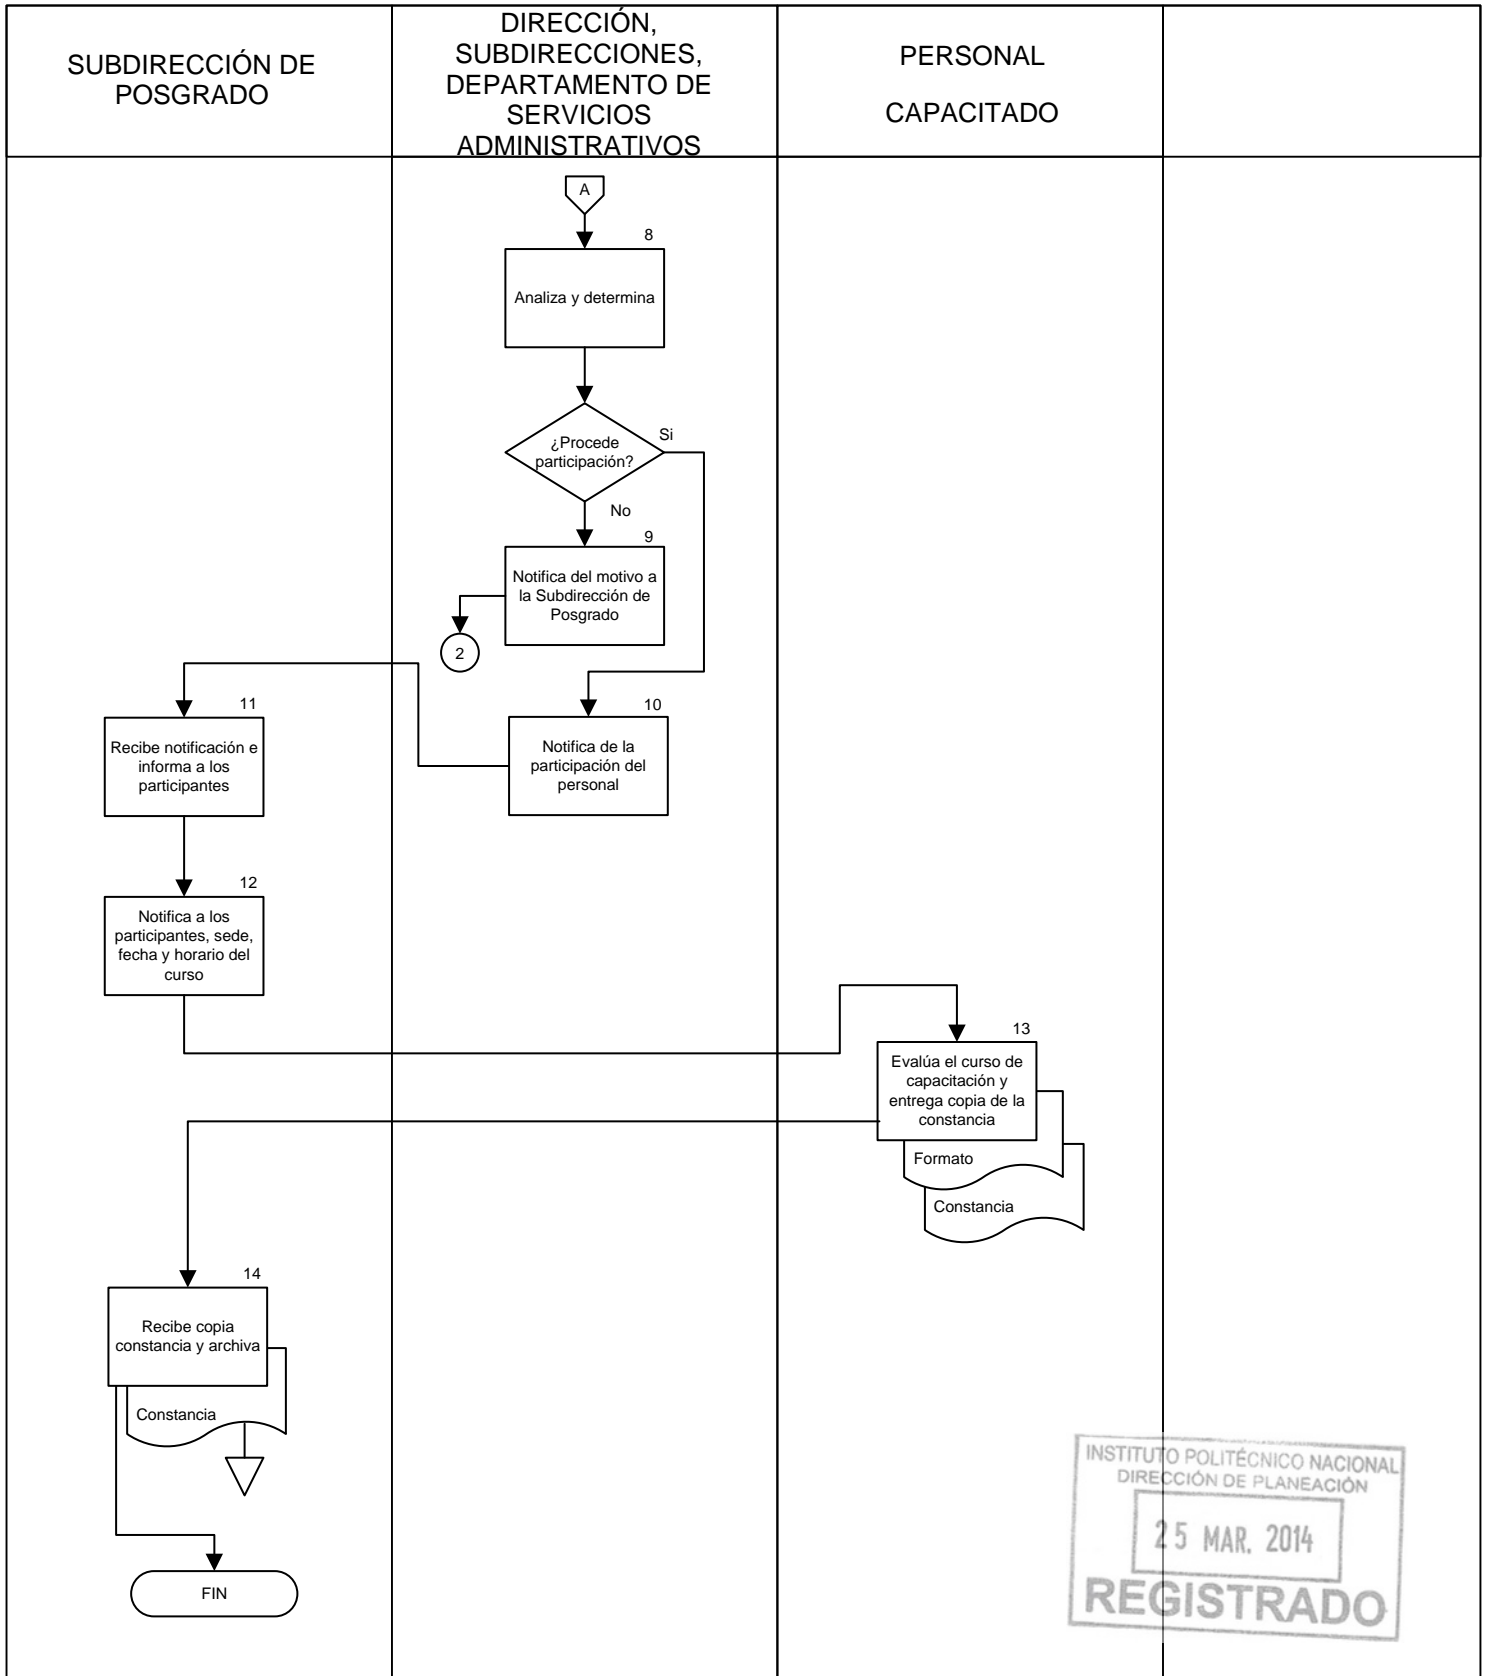 SUBDIRECCIÓN DE
POSGRADO
DIRECCIÓN,
SUBDIRECCIONES,
DEPARTAMENTO DE
SERVICIOS
ADMINISTRATIVOS
PERSONAL
CAPACITADO
A
8
Analiza y determina
¿Procede
participación?
Si
No
9
Notifica del motivo a
la Subdirección de
Posgrado
2
10
Notifica de la
participación del
personal
11
Recibe notificación e
informa a los
participantes
12
Notifica a los
participantes, sede,
fecha y horario del
curso
13
Evalúa el curso de
capacitación y
entrega copia de la
constancia
Formato
Constancia
14
Recibe copia
constancia y archiva
Constancia
FIN
INSTITUTO POLITÉCNICO NACIONAL
DIRECCIÓN DE PLANEACIÓN
25 MAR. 2014
REGISTRADO